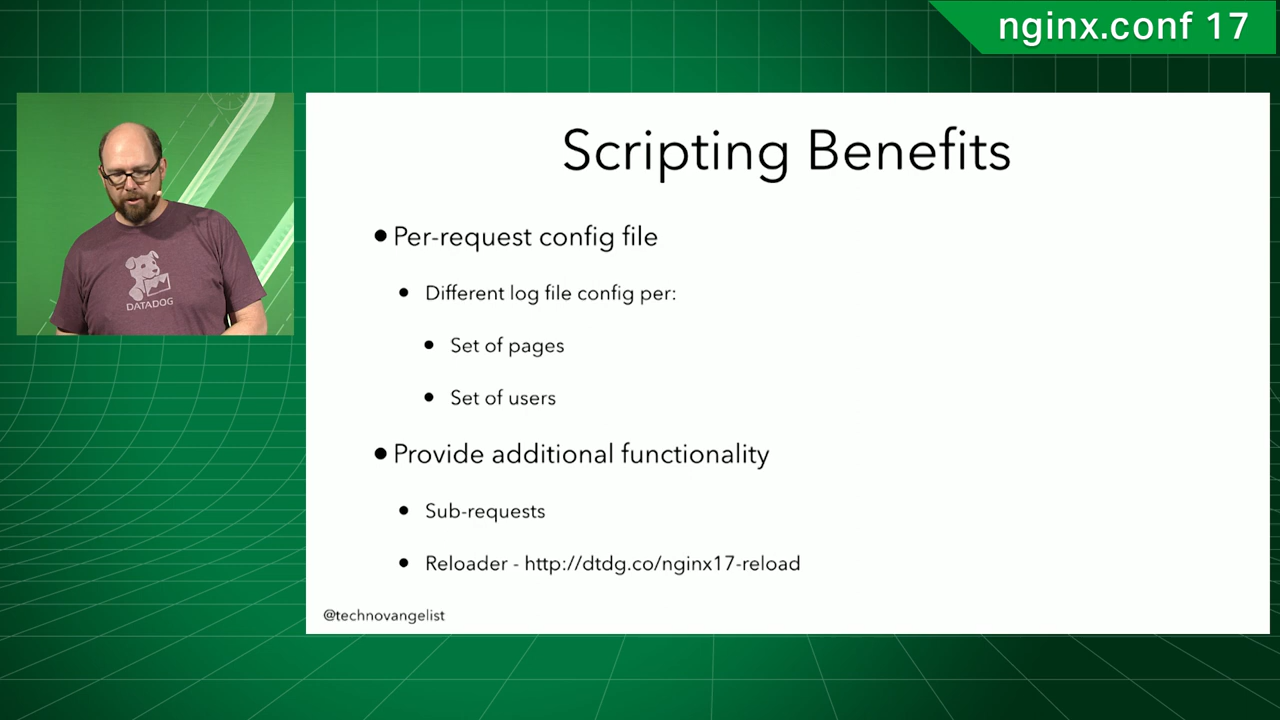 nginx.conf 17
Scripting Benefits
Per-request config file
Different log file config per:
Set of pages
Set of users
Provide additional functionality
Sub-requests
Reloader - http://dtdg.co/nginx17-reload
@technovangelist
DATADOG